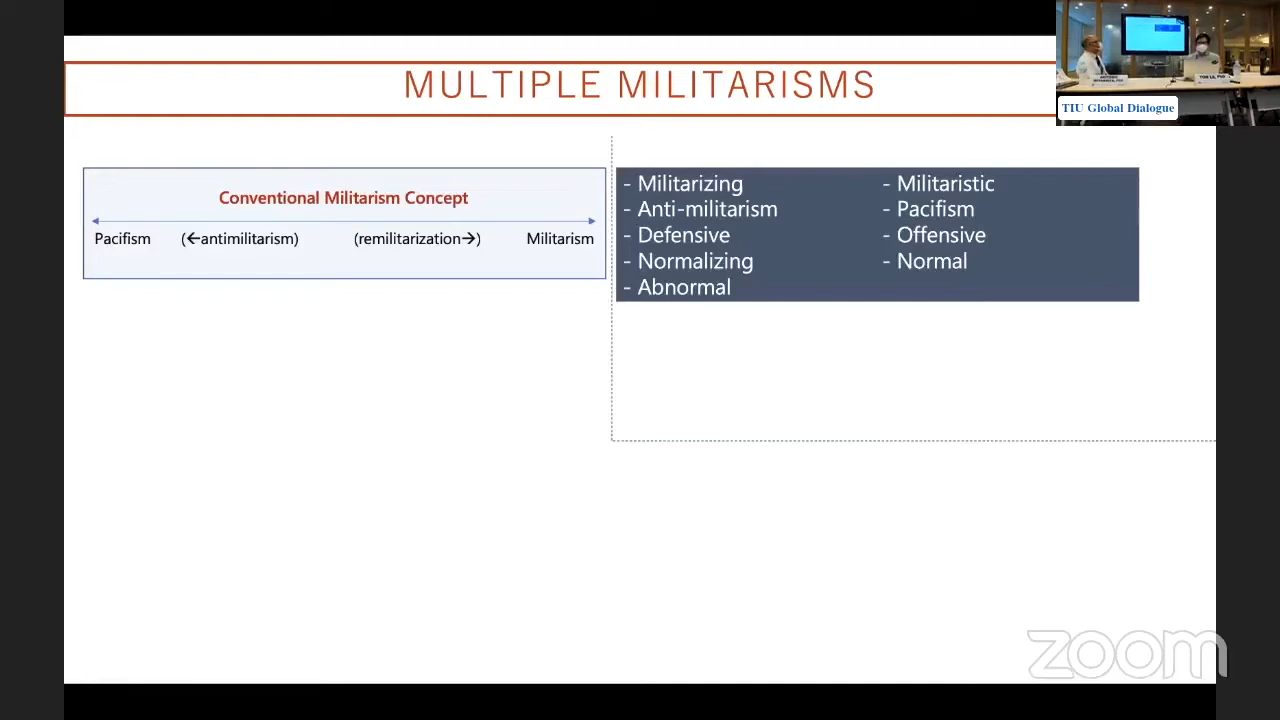 MULTIPLE MILITARISMS
TIU Global Dialogue
Conventional Militarism Concept
Pacifism (←antimilitarism) (remilitarization→) Militarism
- Militarizing
- Anti-militarism
- Defensive
- Normalizing
- Abnormal
- Militaristic
- Pacifism
- Offensive
- Normal
zoom